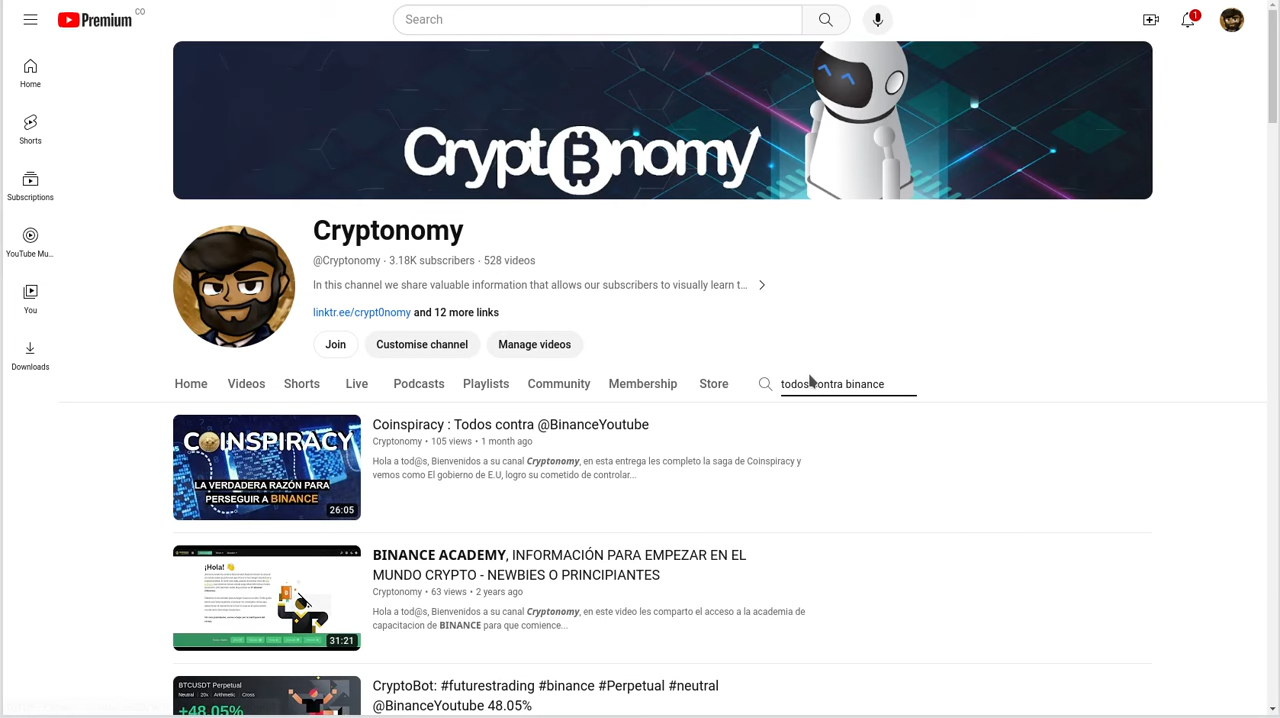 Premium CO
Search
1
Home
Shorts
Subscriptions
YouTube Mu...
You
Downloads
Crypt₿nomy
Cryptonomy
@Cryptonomy · 3.18K subscribers · 528 videos
In this channel we share valuable information that allows our subscribers to visually learn t...
linktr.ee/crypt0nomy and 12 more links
Join
Customise channel
Manage videos
Home Videos Shorts Live Podcasts Playlists Community Membership Store todos contra binance
COINSPIRACY
LA VERDADERA RAZÓN PARA
PERSEGUIR A BINANCE
26:05
Coinspiracy : Todos contra @BinanceYoutube
Cryptonomy • 105 views • 1 month ago
Hola a tod@s, Bienvenidos a su canal Cryptonomy, en esta entrega les completo la saga de Coinspiracy y
vemos como El gobierno de E.U, logro su cometido de controlar...
¡Hola!
31:21
BINANCE ACADEMY, INFORMACIÓN PARA EMPEZAR EN EL
MUNDO CRYPTO - NEWBIES O PRINCIPIANTES
Cryptonomy • 63 views • 2 years ago
Hola a tod@s, Bienvenidos a su canal Cryptonomy, en este video les comparto el acceso a la academia de
capacitacion de BINANCE para que comience...
BTCUSDT Perpetual
Neutral 20x Arithmetic Cross
+48.05%
CryptoBot: #futurestrading #binance #Perpetual #neutral
@BinanceYoutube 48.05%